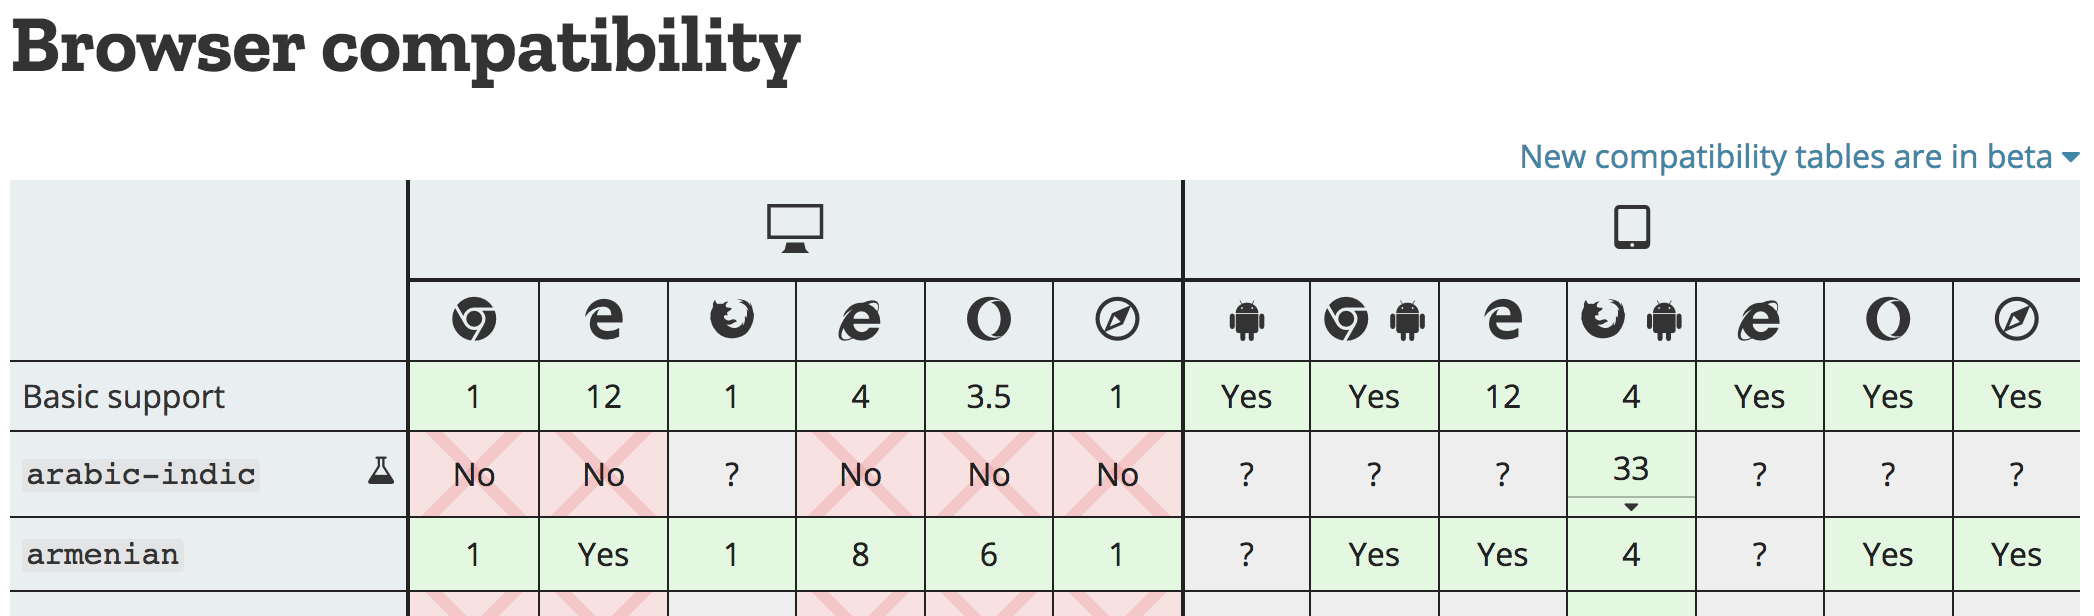 Browser compatibility
New compatibility tables are in beta
Basic support 1 12 1 4 3.5 1 Yes Yes 12 4 Yes Yes Yes
arabic-indic No No ? No No No ? ? ? 33 ? ? ?
armenian 1 Yes 1 8 6 1 ? Yes Yes 4 ? Yes Yes